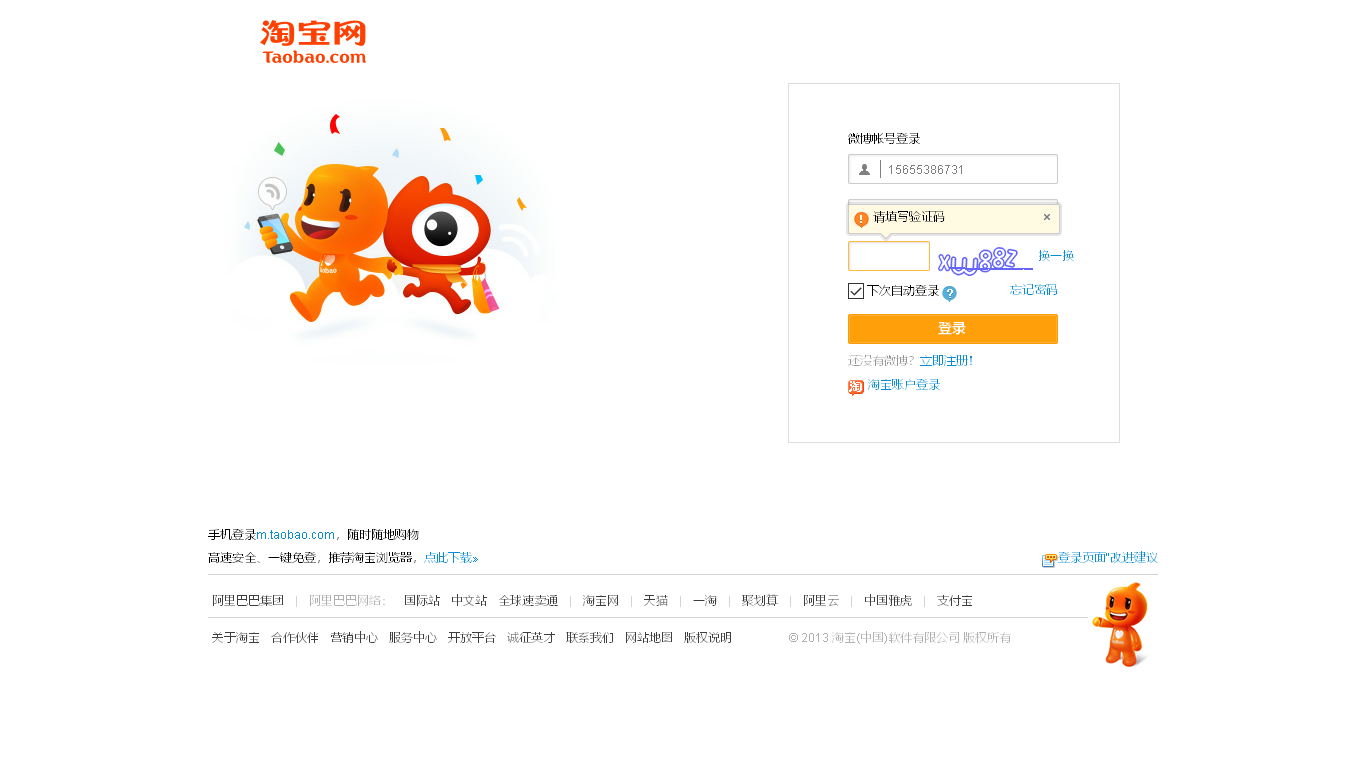 淘宝网
Taobao.com
微博帐号登录
15655386731
请填写验证码
换一换
下次自动登录
忘记密码
登录
还没有微博? 立即注册!
淘 淘宝账户登录
手机登录m.taobao.com，随时随地购物
高速安全、一键免登，推荐淘宝浏览器，点此下载»
登录页面"改进建议
阿里巴巴集团 | 阿里巴巴网络： 国际站 中文站 全球速卖通 | 淘宝网 | 天猫 | 一淘 | 聚划算 | 阿里云 | 中国雅虎 | 支付宝
关于淘宝 合作伙伴 营销中心 服务中心 开放平台 诚征英才 联系我们 网站地图 版权说明 © 2013 淘宝(中国)软件有限公司 版权所有